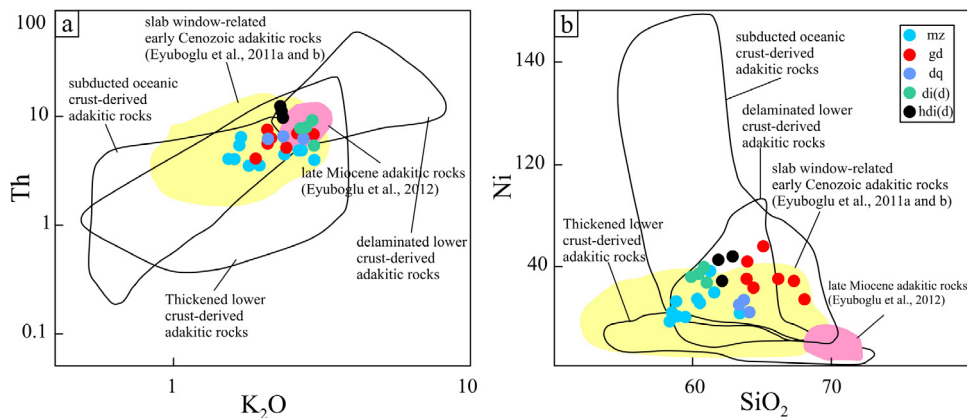 a
100
10
1
0.1
Th
1
10
K2O
slab window-related
early Cenozoic adakitic rocks
(Eyuboglu et al., 2011a and b)
subducted oceanic
crust-derived
adakitic rocks
late Miocene adakitic rocks
(Eyuboglu et al., 2012)
delaminated lower
crust-derived
adakitic rocks
Thickened lower
crust-derived
adakitic rocks
b
140
120
40
Ni
60
70
SiO2
mz
gd
dq
di(d)
hdi(d)
subducted oceanic
crust-derived
adakitic rocks
delaminated lower
crust-derived
adakitic rocks
slab window-related
early Cenozoic adakitic rocks
(Eyuboglu et al., 2011a and b)
Thickened lower
crust-derived
adakitic rocks
late Miocene adakitic rocks
(Eyuboglu et al., 2012)